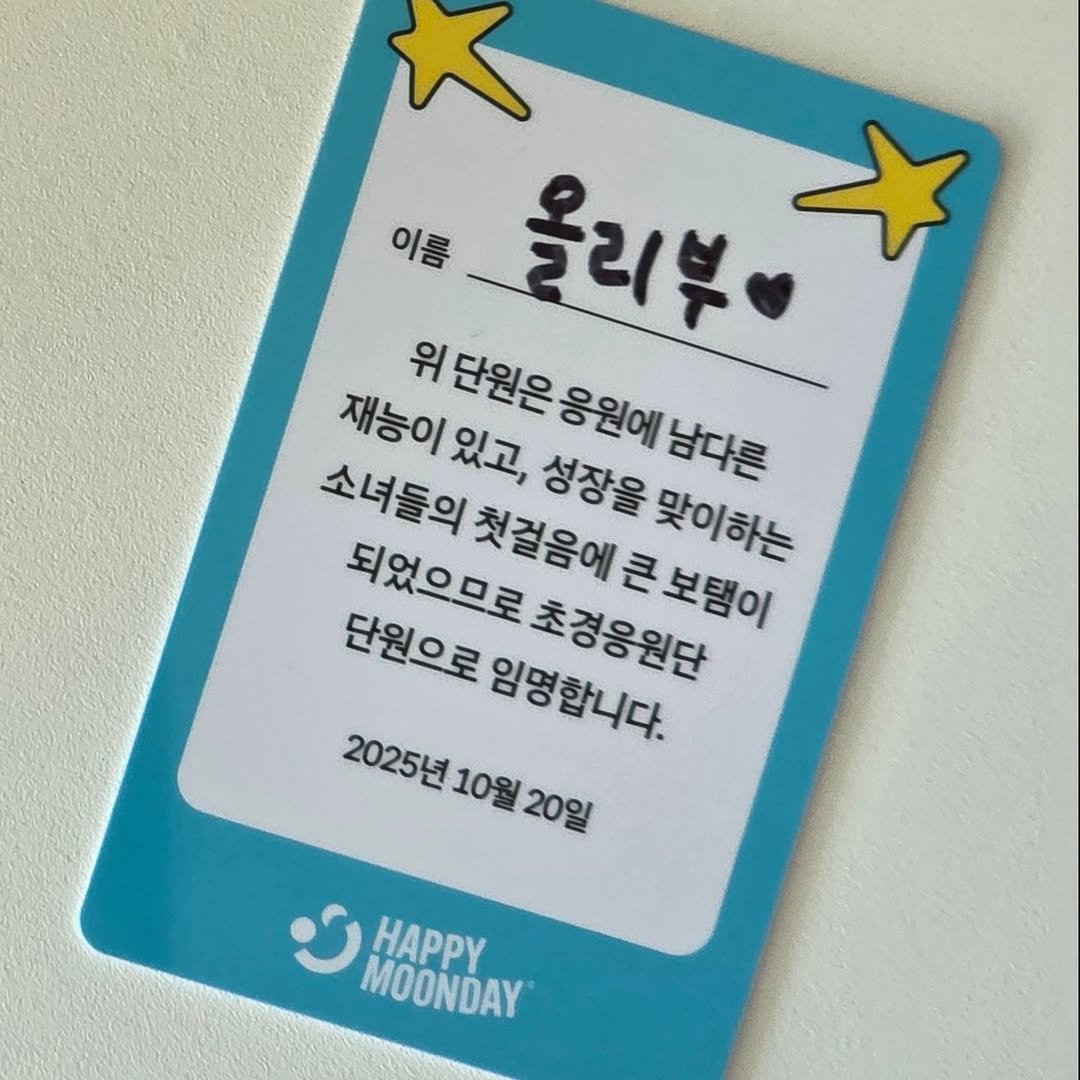 이름 올리부♥
위 단원은 응원에 남다른
재능이 있고, 성장을 맞이하는
소녀들의 첫걸음에 큰 보탬이
되었으므로 초경응원단
단원으로 임명합니다.
2025년 10월 20일
HAPPY
MOONDAY®